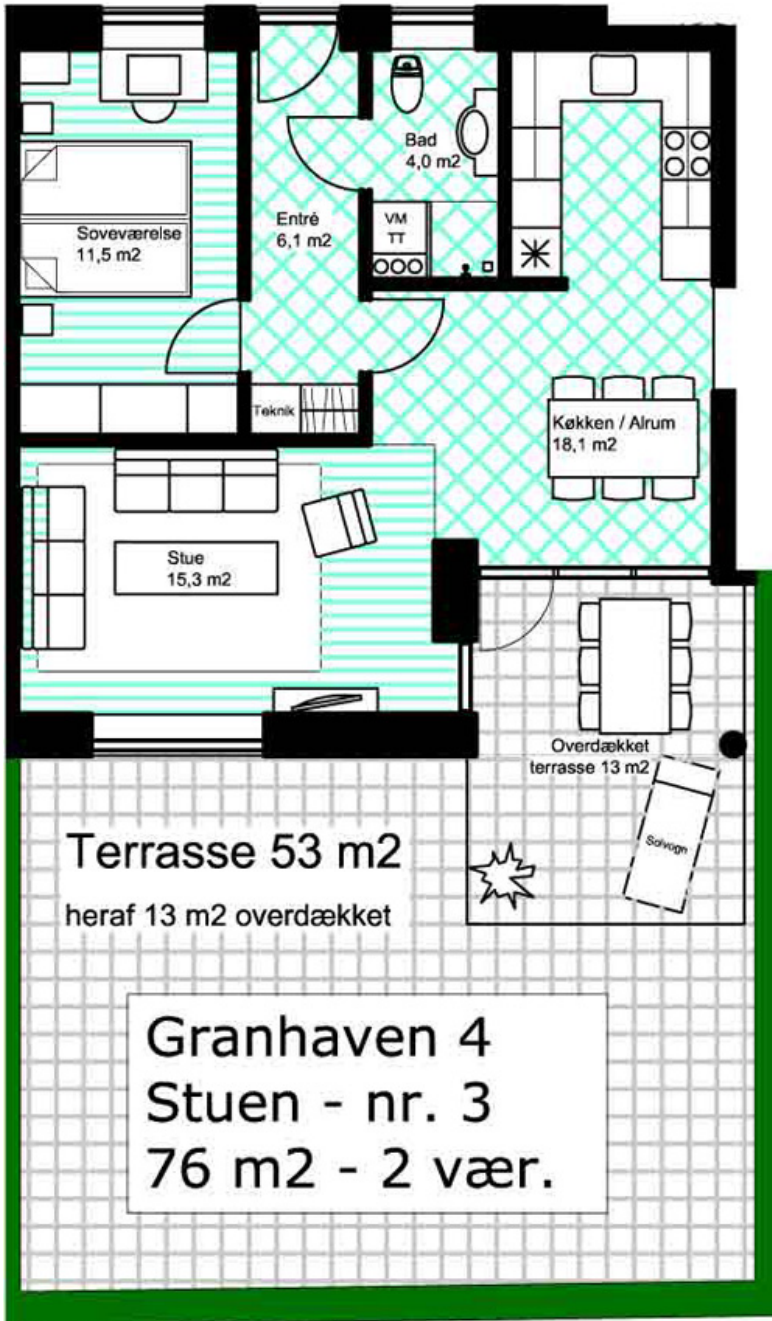 Bad
4,0 m2
Entré
6,1 m2
VM
TT
Soveværelse
11,5 m2
Teknik
Køkken / Alrum
18,1 m2
Stue
15,3 m2
Overdækket
terrasse 13 m2
Solvogn
Terrasse 53 m2
heraf 13 m2 overdækket
Granhaven 4
Stuen - nr. 3
76 m2 - 2 vær.